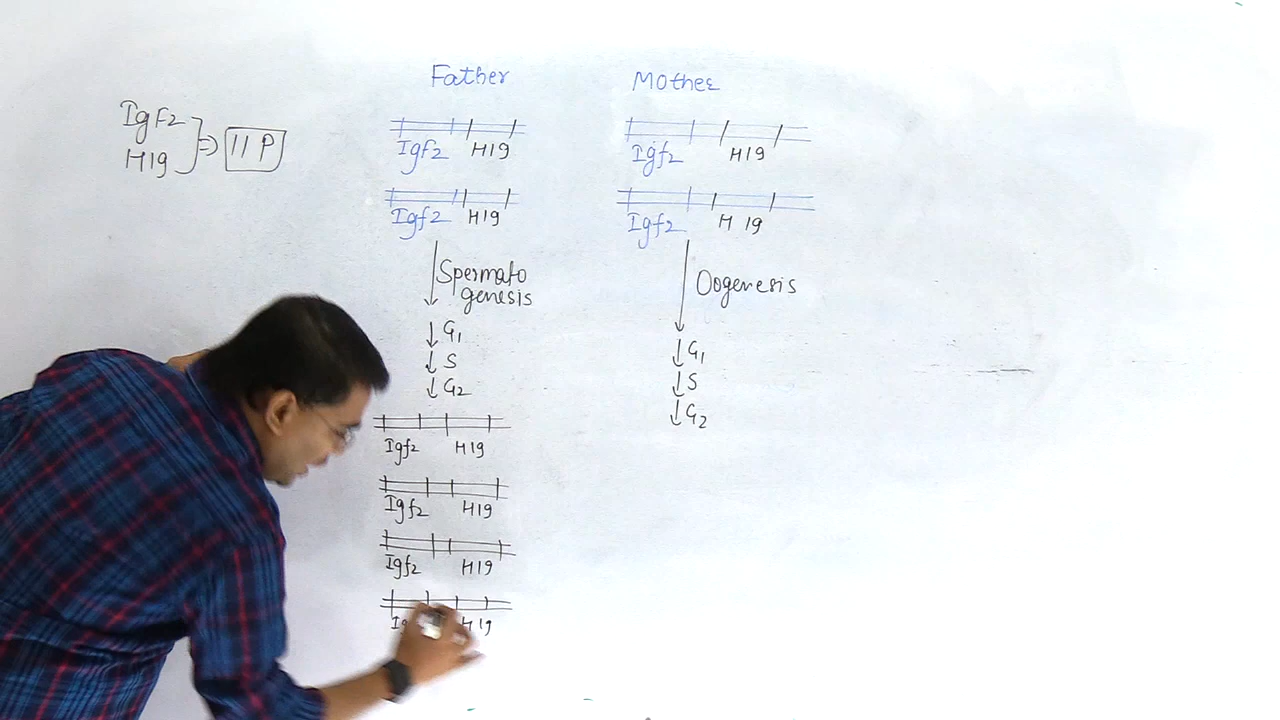 Father
Mother
Igf2
H19
11 P
Igf2 H19
Igf2 H19
Igf2 H19
Igf2 H19
Spermato
genesis
Oogenesis
G1
S
G2
G1
S
G2
Igf2 H19
Igf2 H19
Igf2 H19
H19